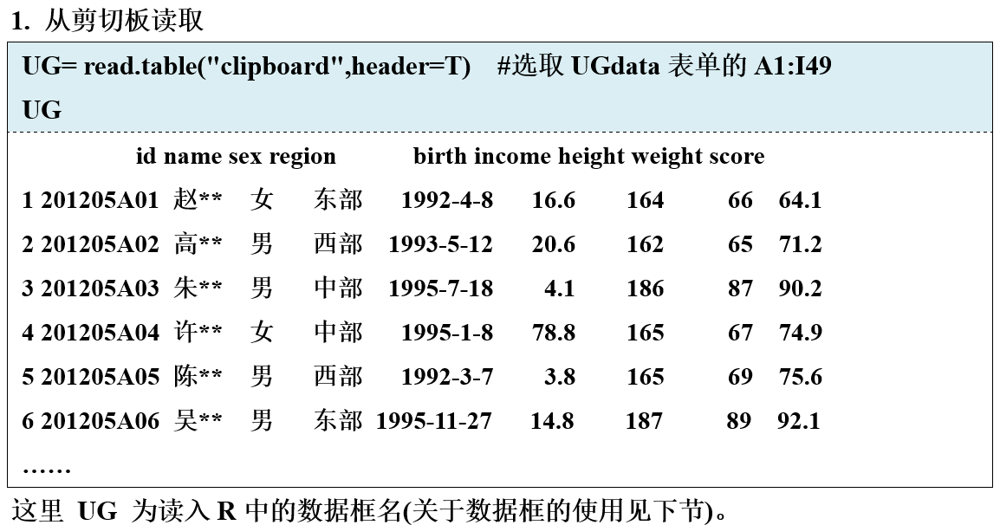 1. 从剪切板读取
UG= read.table("clipboard",header=T) #选取 UGdata 表单的 A1:I49
UG
id name sex region birth income height weight score
1 201205A01 赵** 女 东部 1992-4-8 16.6 164 66 64.1
2 201205A02 高** 男 西部 1993-5-12 20.6 162 65 71.2
3 201205A03 朱** 男 中部 1995-7-18 4.1 186 87 90.2
4 201205A04 许** 女 中部 1995-1-8 78.8 165 67 74.9
5 201205A05 陈** 男 西部 1992-3-7 3.8 165 69 75.6
6 201205A06 吴** 男 东部 1995-11-27 14.8 187 89 92.1
……
这里 UG 为读入 R 中的数据框名(关于数据框的使用见下节)。